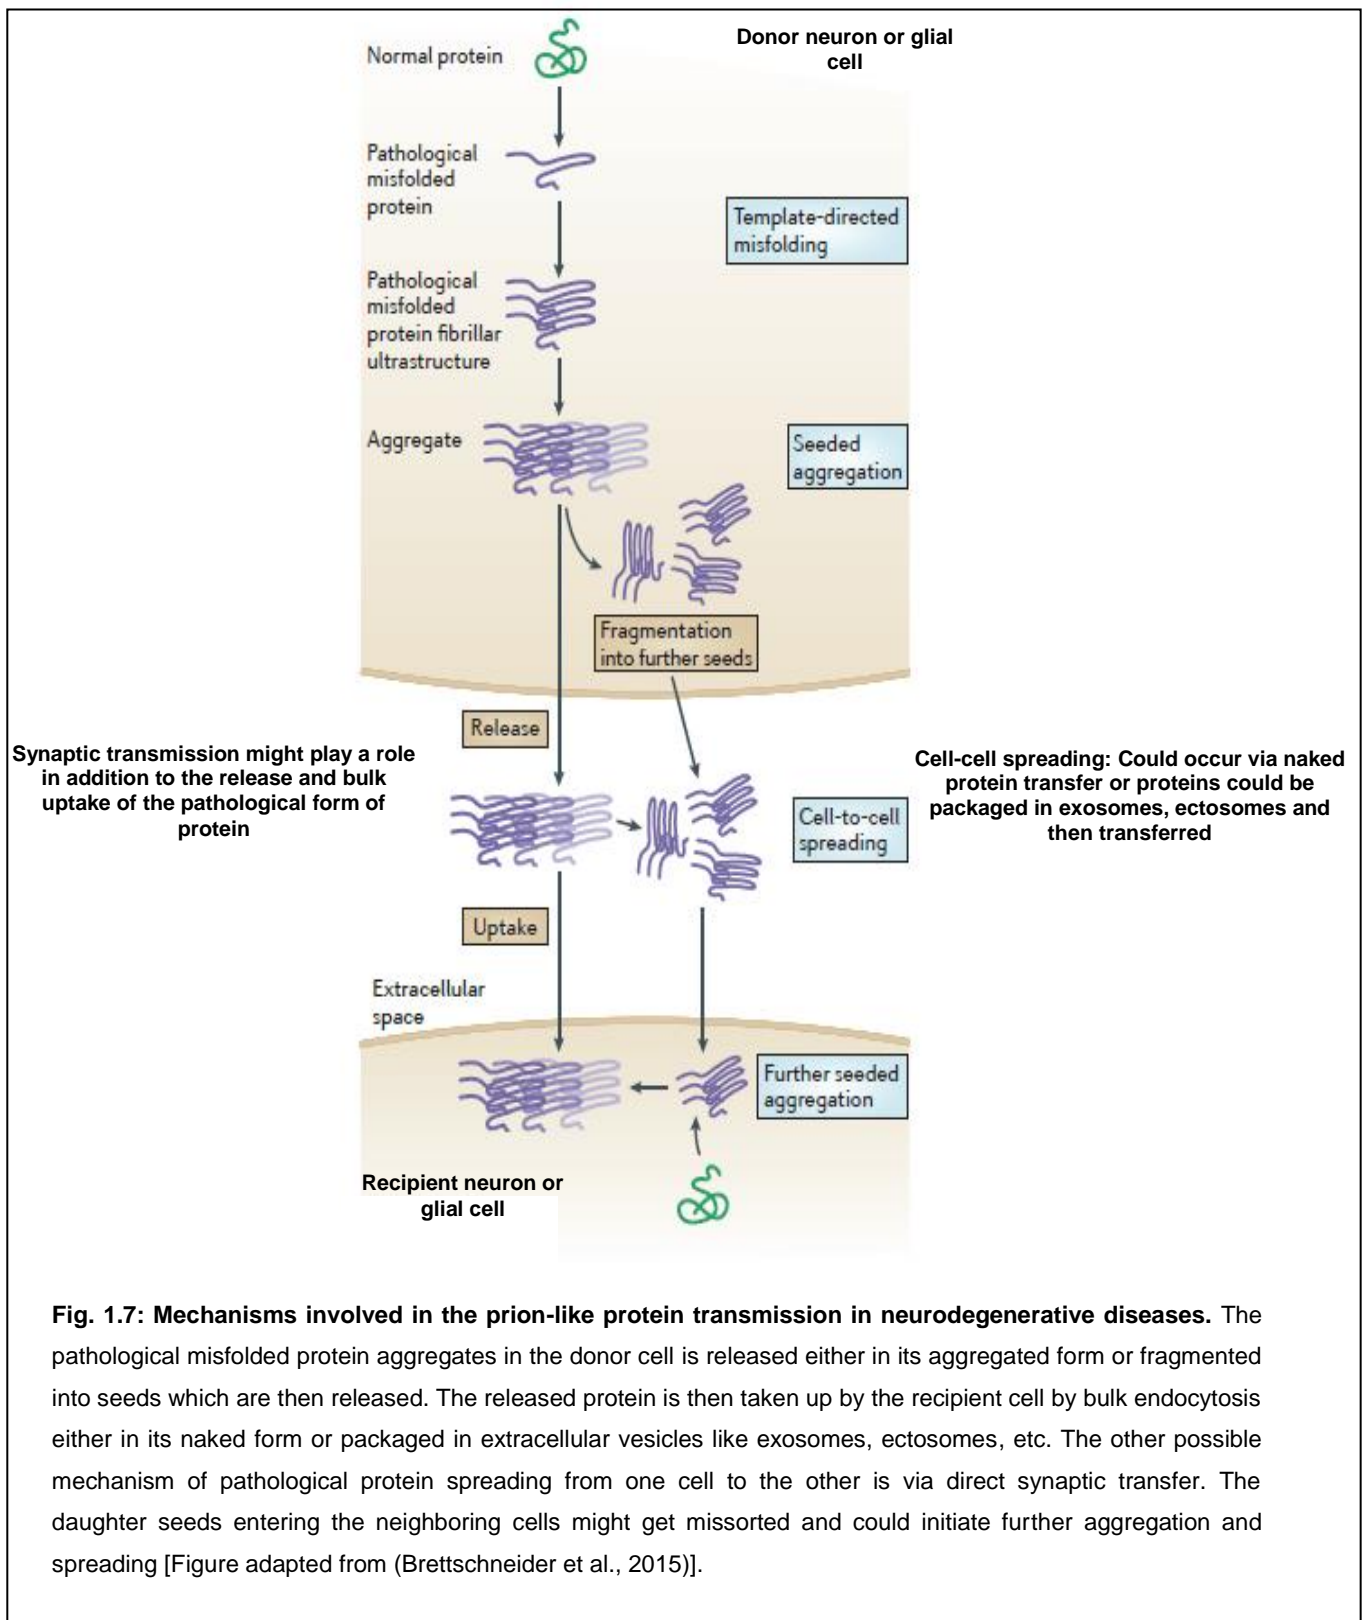 Normal protein
Donor neuron or glial
cell
Pathological
misfolded
protein
Template-directed
misfolding
Pathological
misfolded
protein fibrillar
ultrastructure
Aggregate
Seeded
aggregation
Fragmentation
into further seeds
Release
Synaptic transmission might play a role
in addition to the release and bulk
uptake of the pathological form of
protein
Cell-cell spreading: Could occur via naked
protein transfer or proteins could be
packaged in exosomes, ectosomes and
then transferred
Cell-to-cell
spreading
Uptake
Extracellular
space
Further seeded
aggregation
Recipient neuron or
glial cell
Fig. 1.7: Mechanisms involved in the prion-like protein transmission in neurodegenerative diseases. The
pathological misfolded protein aggregates in the donor cell is released either in its aggregated form or fragmented
into seeds which are then released. The released protein is then taken up by the recipient cell by bulk endocytosis
either in its naked form or packaged in extracellular vesicles like exosomes, ectosomes, etc. The other possible
mechanism of pathological protein spreading from one cell to the other is via direct synaptic transfer. The
daughter seeds entering the neighboring cells might get missorted and could initiate further aggregation and
spreading [Figure adapted from (Brettschneider et al., 2015)].